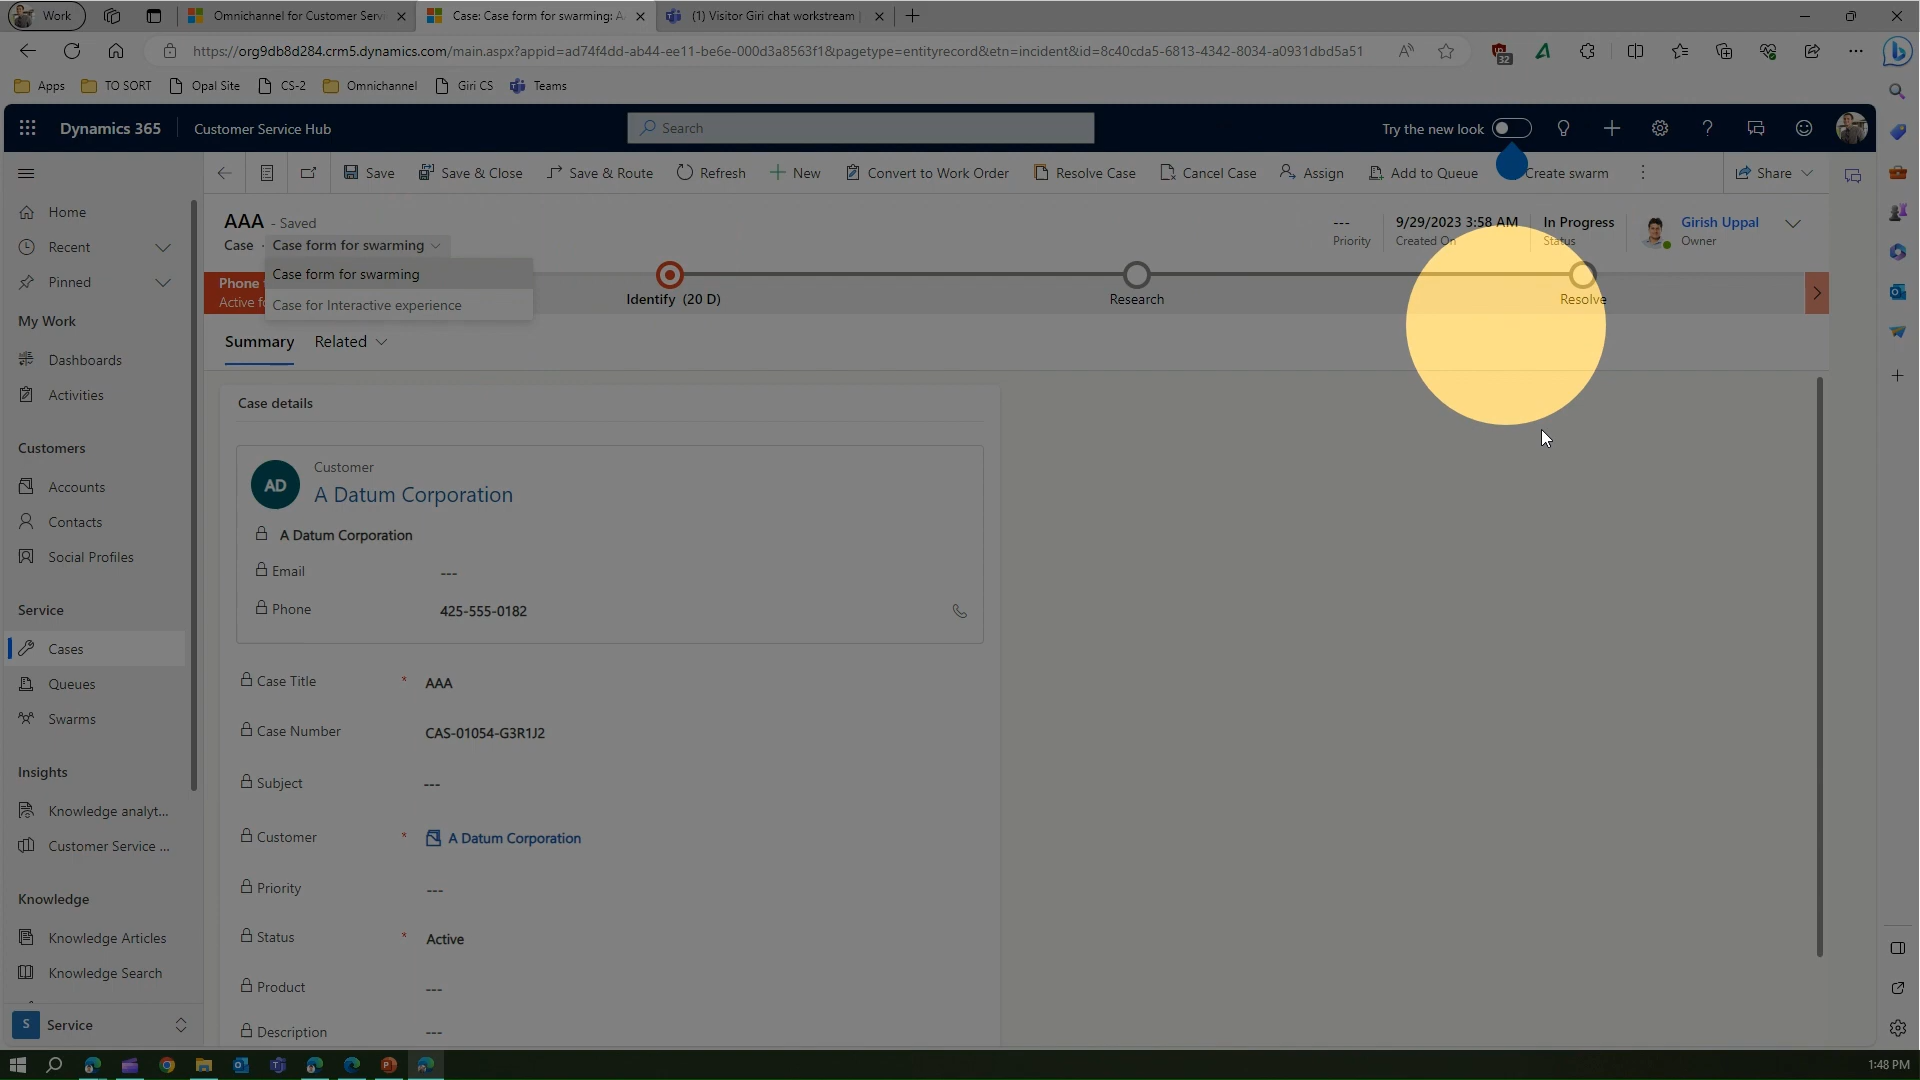 Work
Omnichannel for Customer Servi
Case: Case form for swarming: A
(1) Visitor Giri chat workstream
https://org9db8d284.crm5.dynamics.com/main.aspx?appid=ad74f4dd-ab44-ee11-be6e-000d3a8563f1&pagetype=entityrecord&etn=incident&id=8c40cda5-6813-4342-8034-a0931dbd5a51
32
Apps
TO SORT
Opal Site
CS-2
Omnichannel
Giri CS
Teams
Dynamics 365
Customer Service Hub
Search
Try the new look
Save
Save & Close
Save & Route
Refresh
New
Convert to Work Order
Resolve Case
Cancel Case
Assign
Add to Queue
Create swarm
Share
Home
Recent
Pinned
My Work
Dashboards
Activities
Customers
Accounts
Contacts
Social Profiles
Service
Cases
Queues
Swarms
Insights
Knowledge analyt...
Customer Service ...
Knowledge
Knowledge Articles
Knowledge Search
S Service
AAA - Saved
Case · Case form for swarming
Case form for swarming
Case for Interactive experience
---
Priority
9/29/2023 3:58 AM
Created On
In Progress
Status
Girish Uppal
Owner
Phone
Active fo
Identify (20 D)
Research
Resolve
Summary
Related
Case details
AD
Customer
A Datum Corporation
A Datum Corporation
Email ---
Phone 425-555-0182
Case Title * AAA
Case Number CAS-01054-G3R1J2
Subject ---
Customer * A Datum Corporation
Priority ---
Status * Active
Product ---
Description ---
1:48 PM